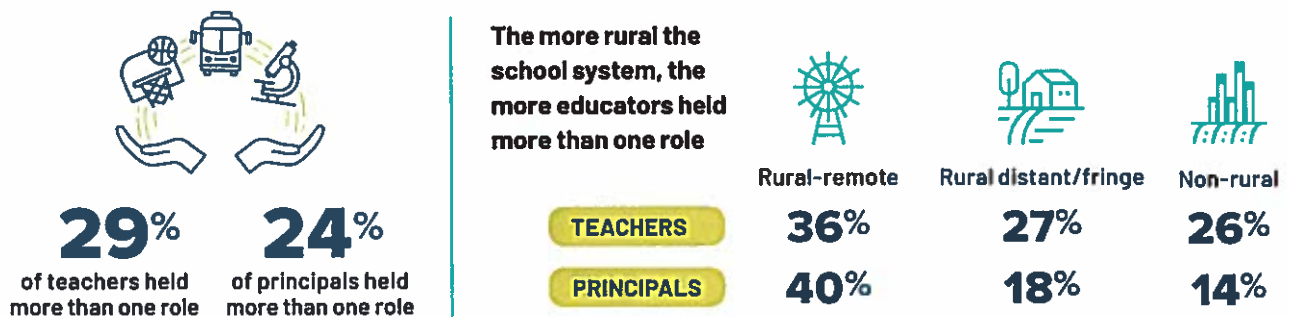 29%
of teachers held
more than one role
24%
of principals held
more than one role
The more rural the
school system, the
more educators held
more than one role
Rural-remote Rural distant/fringe Non-rural
TEACHERS 36% 27% 26%
PRINCIPALS 40% 18% 14%